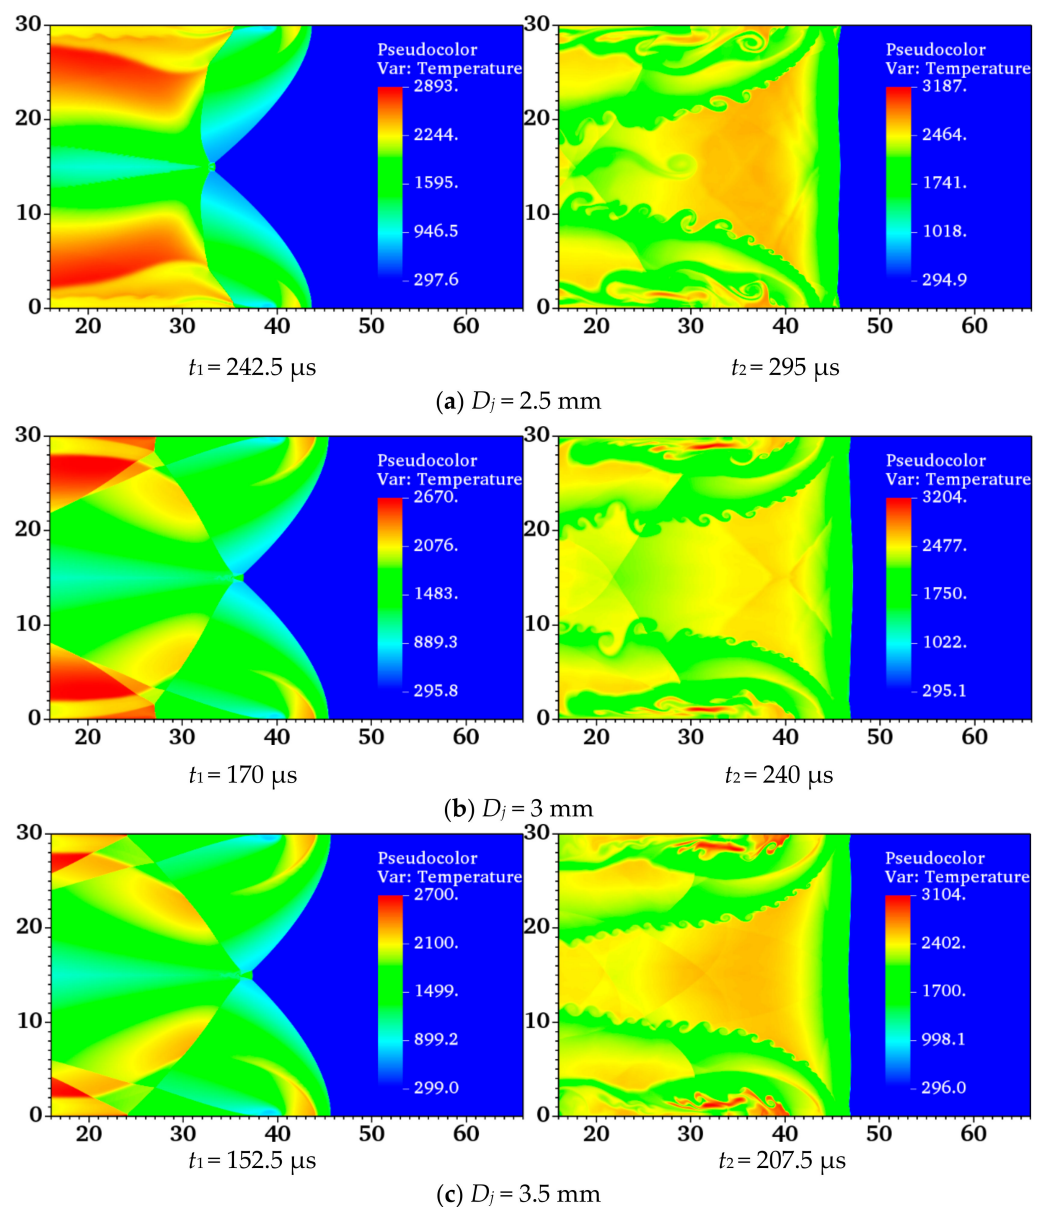 30
20
10
0
20 30 40 50 60
Pseudocolor
Var: Temperature
2893.
2244.
1595.
946.5
297.6
30
20
10
0
20 30 40 50 60
Pseudocolor
Var: Temperature
3187.
2464.
1741.
1018.
294.9
t1 = 242.5 μs
t2 = 295 μs
(a) Dj = 2.5 mm
30
20
10
0
20 30 40 50 60
Pseudocolor
Var: Temperature
2670.
2076.
1483.
889.3
295.8
30
20
10
0
20 30 40 50 60
Pseudocolor
Var: Temperature
3204.
2477.
1750.
1022.
295.1
t1 = 170 μs
t2 = 240 μs
(b) Dj = 3 mm
30
20
10
0
20 30 40 50 60
Pseudocolor
Var: Temperature
2700.
2100.
1499.
899.2
299.0
30
20
10
0
20 30 40 50 60
Pseudocolor
Var: Temperature
3104.
2402.
1700.
998.1
296.0
t1 = 152.5 μs
t2 = 207.5 μs
(c) Dj = 3.5 mm